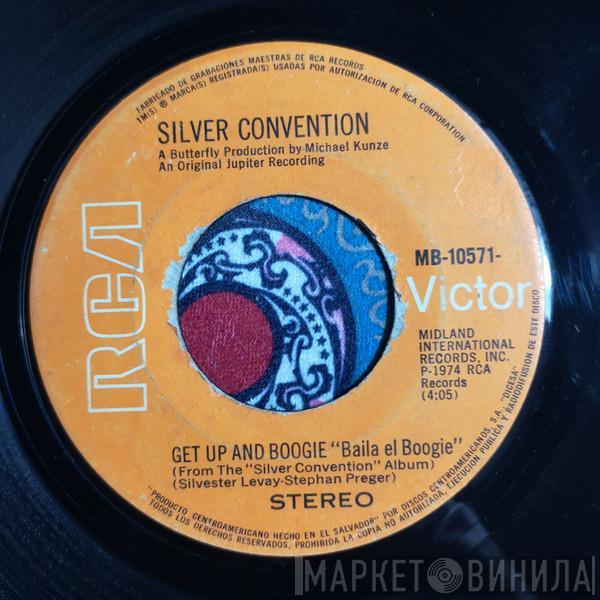 FABRICADO DE GRABACIONES MAESTRAS DE RCA RECORDS
TM(S) ® MARCA(S) REGISTRADA(S) USADAS POR AUTORIZACION DE RCA CORPORATION
SILVER CONVENTION
A Butterfly Production by Michael Kunze
An Original Jupiter Recording
RCA
MB-10571-
Victor
MIDLAND
INTERNATIONAL
RECORDS, INC.
P-1974 RCA
Records
(4:05)
GET UP AND BOOGIE "Baila el Boogie"
(From The "Silver Convention" Album)
(Silvester Levay-Stephan Preger)
STEREO
"PRODUCTO CENTROAMERICANO HECHO EN EL SALVADOR" POR DISCOS CENTROAMERICANOS, S.A. "DICESA"
TODOS LOS DERECHOS RESERVADOS, PROHIBIDA LA COPIA NO AUTORIZADA, EJECUCION PUBLICA Y RADIODIFUSION DE ESTE DISCO
МАРКЕТ ВИНИЛА